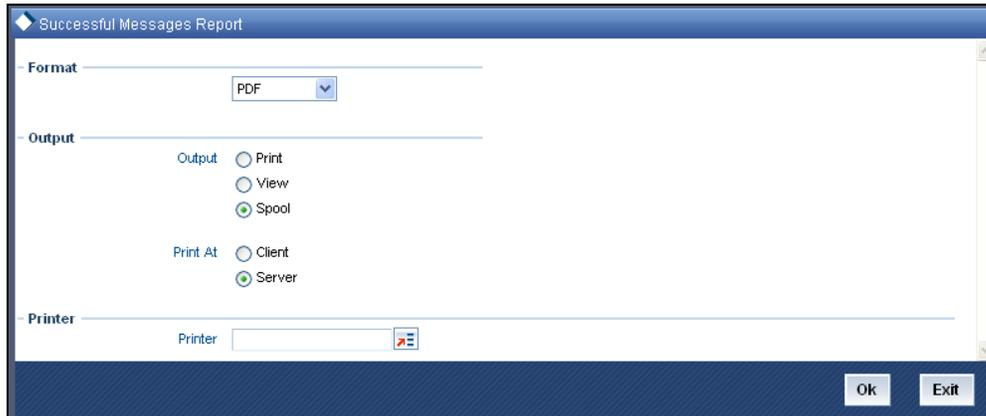 Successful Messages Report
Format
PDF
Output
Output Print
View
Spool
Print At Client
Server
Printer
Printer
Ok Exit